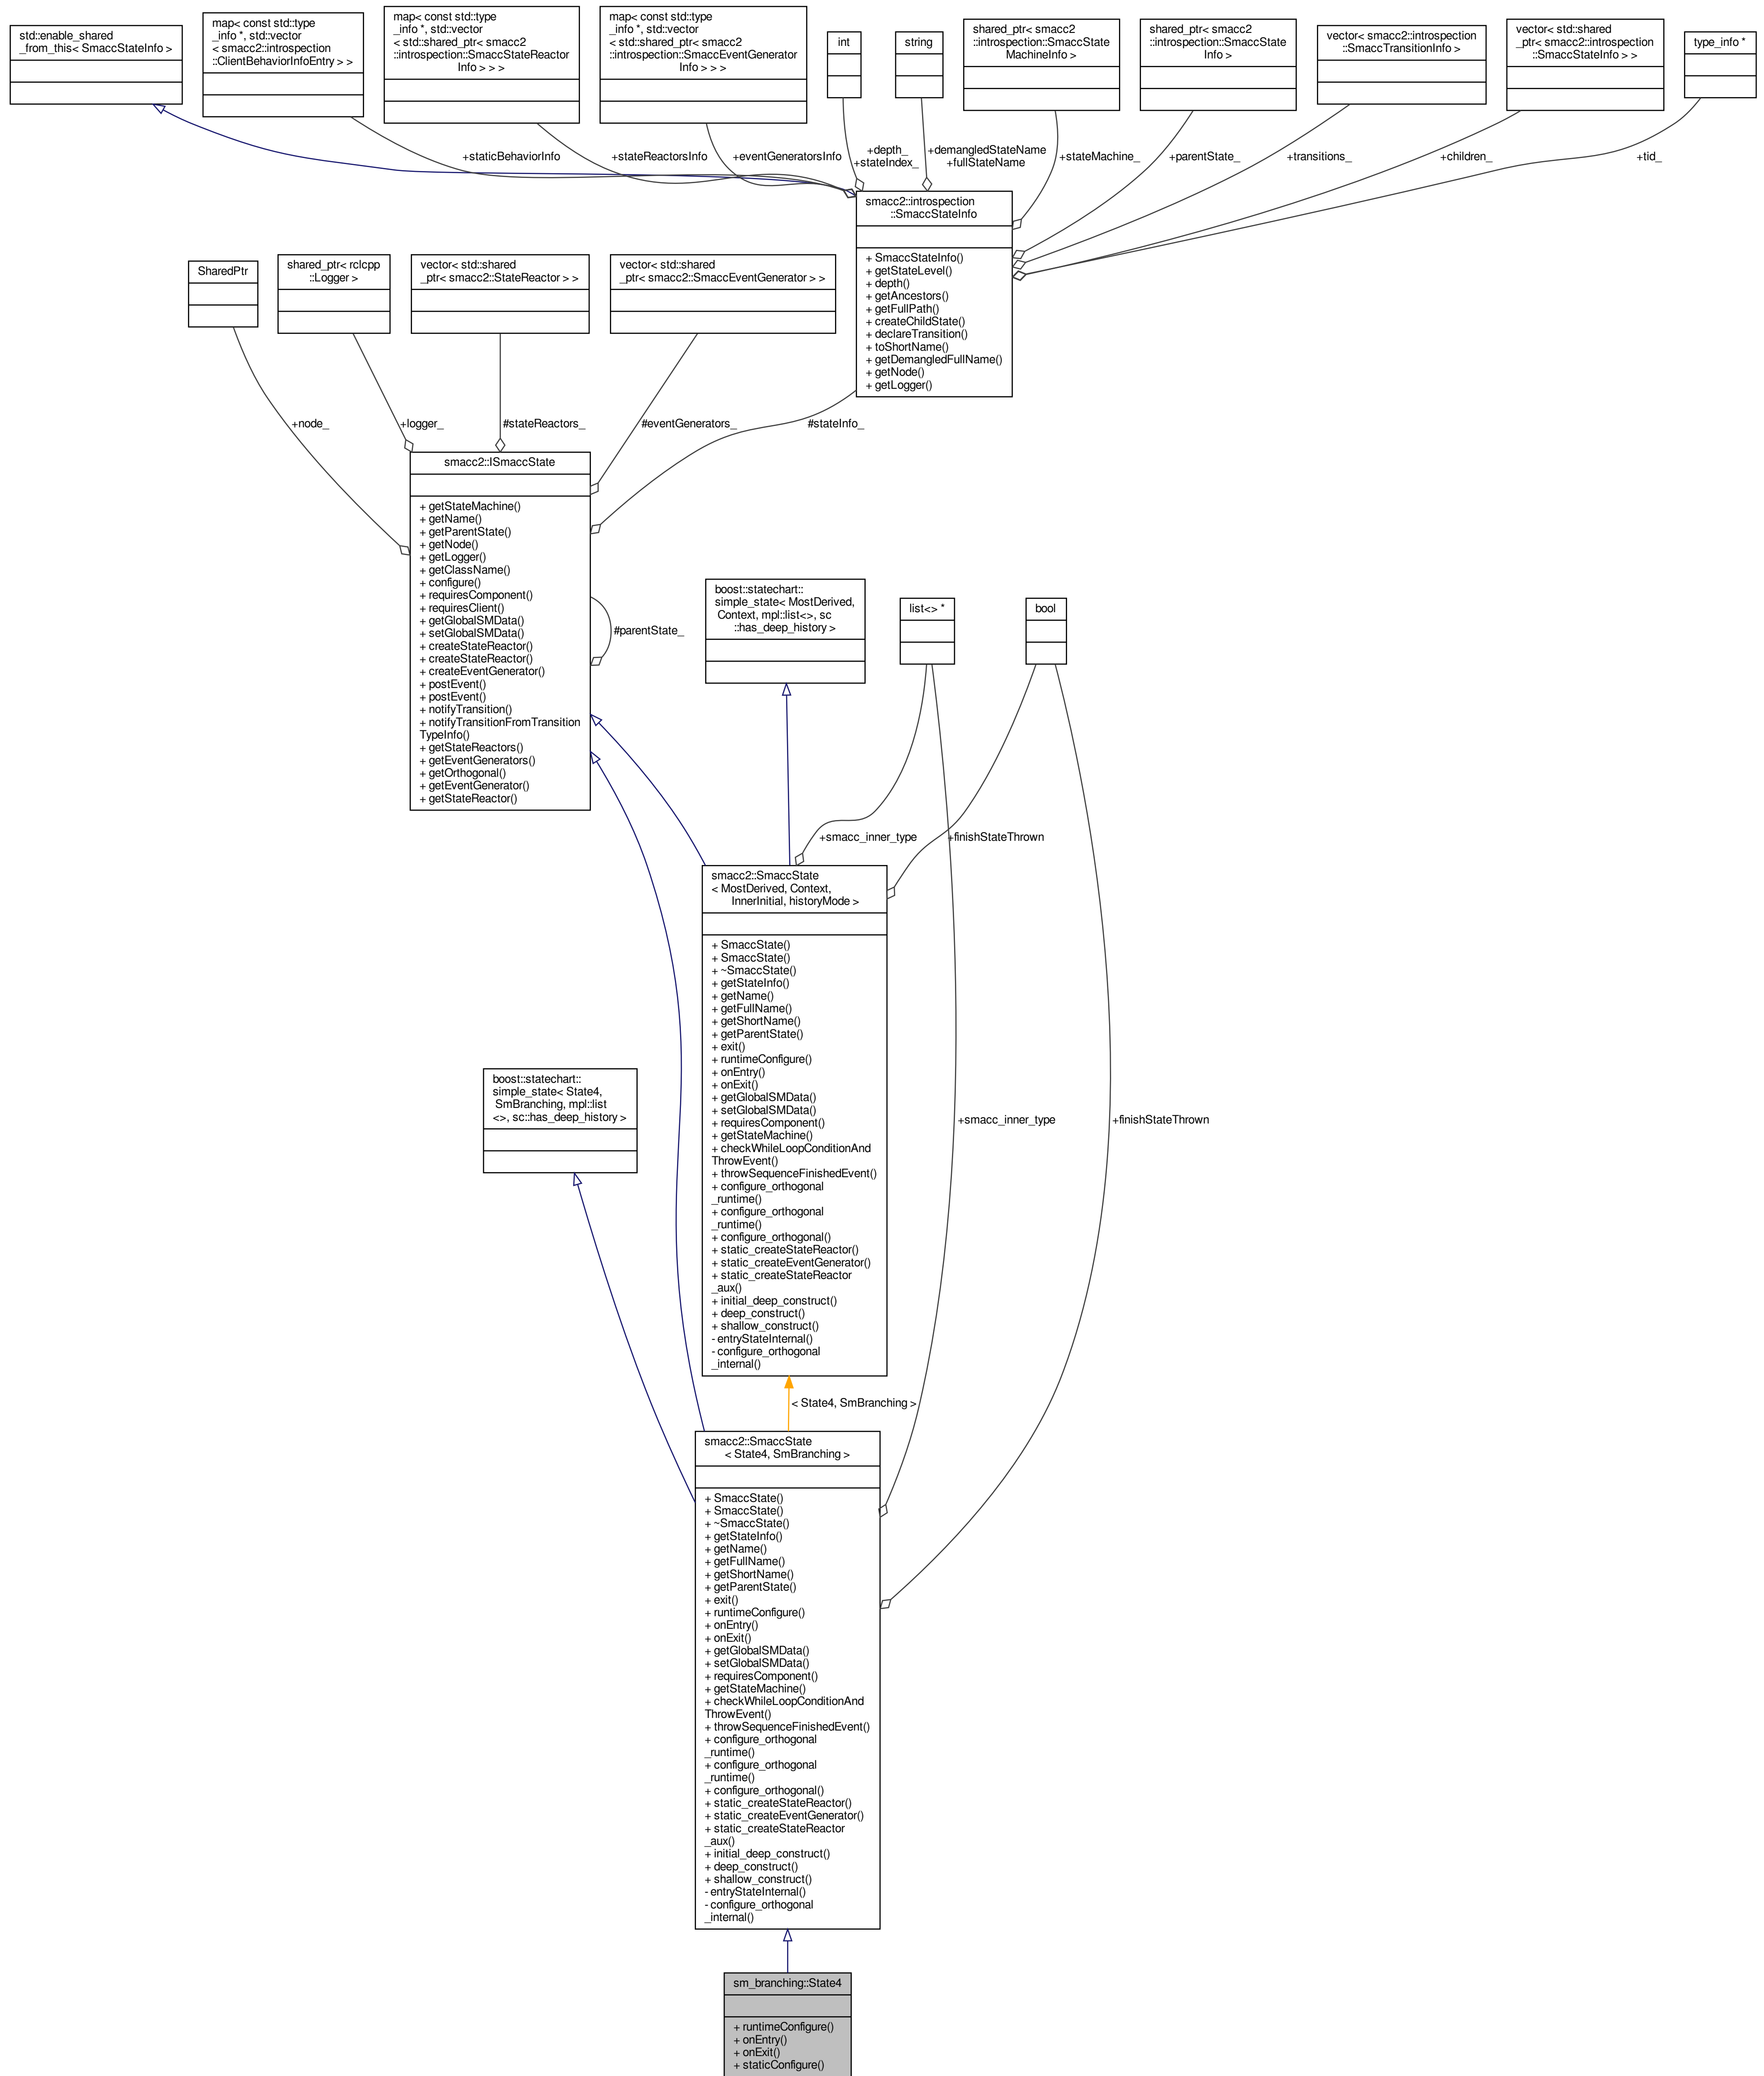 std::enable_shared
_from_this< SmaccStateInfo >
map< const std::type
_info *, std::vector
< smacc2::introspection
::ClientBehaviorInfoEntry > >
map< const std::type
_info *, std::vector
< std::shared_ptr< smacc2
::introspection::SmaccStateReactor
Info > > >
map< const std::type
_info *, std::vector
< std::shared_ptr< smacc2
::introspection::SmaccEventGenerator
Info > > >
int
string
shared_ptr< smacc2
::introspection::SmaccState
MachineInfo >
shared_ptr< smacc2
::introspection::SmaccState
Info >
vector< smacc2::introspection
::SmaccTransitionInfo >
vector< std::shared
_ptr< smacc2::introspection
::SmaccStateInfo > >
type_info *
+staticBehaviorInfo
+stateReactorsInfo
+eventGeneratorsInfo
+depth_
+stateIndex_
+demangledStateName
+fullStateName
+stateMachine_
+parentState_
+transitions_
+children_
+tid_
smacc2::introspection
::SmaccStateInfo
+ SmaccStateInfo()
+ getStateLevel()
+ depth()
+ getAncestors()
+ getFullPath()
+ createChildState()
+ declareTransition()
+ toShortName()
+ getDemangledFullName()
+ getNode()
+ getLogger()
SharedPtr
shared_ptr< rclcpp
::Logger >
vector< std::shared
_ptr< smacc2::StateReactor > >
vector< std::shared
_ptr< smacc2::SmaccEventGenerator > >
+node_
+logger_
#stateReactors_
#eventGenerators_
#stateInfo_
smacc2::ISmaccState
+ getStateMachine()
+ getName()
+ getParentState()
+ getNode()
+ getLogger()
+ getClassName()
+ configure()
+ requiresComponent()
+ requiresClient()
+ getGlobalSMData()
+ setGlobalSMData()
+ createStateReactor()
+ createStateReactor()
+ createEventGenerator()
+ postEvent()
+ postEvent()
+ notifyTransition()
+ notifyTransitionFromTransition
TypeInfo()
+ getStateReactors()
+ getEventGenerators()
+ getOrthogonal()
+ getEventGenerator()
+ getStateReactor()
#parentState_
boost::statechart::
simple_state< MostDerived,
Context, mpl::list<>, sc
::has_deep_history >
list<> *
bool
+smacc_inner_type
+finishStateThrown
smacc2::SmaccState
< MostDerived, Context,
InnerInitial, historyMode >
+ SmaccState()
+ SmaccState()
+ ~SmaccState()
+ getStateInfo()
+ getName()
+ getFullName()
+ getShortName()
+ getParentState()
+ exit()
+ runtimeConfigure()
+ onEntry()
+ onExit()
+ getGlobalSMData()
+ setGlobalSMData()
+ requiresComponent()
+ getStateMachine()
+ checkWhileLoopConditionAnd
ThrowEvent()
+ throwSequenceFinishedEvent()
+ configure_orthogonal
_runtime()
+ configure_orthogonal
_runtime()
+ configure_orthogonal()
+ static_createStateReactor()
+ static_createEventGenerator()
+ static_createStateReactor
_aux()
+ initial_deep_construct()
+ deep_construct()
+ shallow_construct()
- entryStateInternal()
- configure_orthogonal
_internal()
boost::statechart::
simple_state< State4,
SmBranching, mpl::list
<>, sc::has_deep_history >
+smacc_inner_type
+finishStateThrown
< State4, SmBranching >
smacc2::SmaccState
< State4, SmBranching >
+ SmaccState()
+ SmaccState()
+ ~SmaccState()
+ getStateInfo()
+ getName()
+ getFullName()
+ getShortName()
+ getParentState()
+ exit()
+ runtimeConfigure()
+ onEntry()
+ onExit()
+ getGlobalSMData()
+ setGlobalSMData()
+ requiresComponent()
+ getStateMachine()
+ checkWhileLoopConditionAnd
ThrowEvent()
+ throwSequenceFinishedEvent()
+ configure_orthogonal
_runtime()
+ configure_orthogonal
_runtime()
+ configure_orthogonal()
+ static_createStateReactor()
+ static_createEventGenerator()
+ static_createStateReactor
_aux()
+ initial_deep_construct()
+ deep_construct()
+ shallow_construct()
- entryStateInternal()
- configure_orthogonal
_internal()
sm_branching::State4
+ runtimeConfigure()
+ onEntry()
+ onExit()
+ staticConfigure()